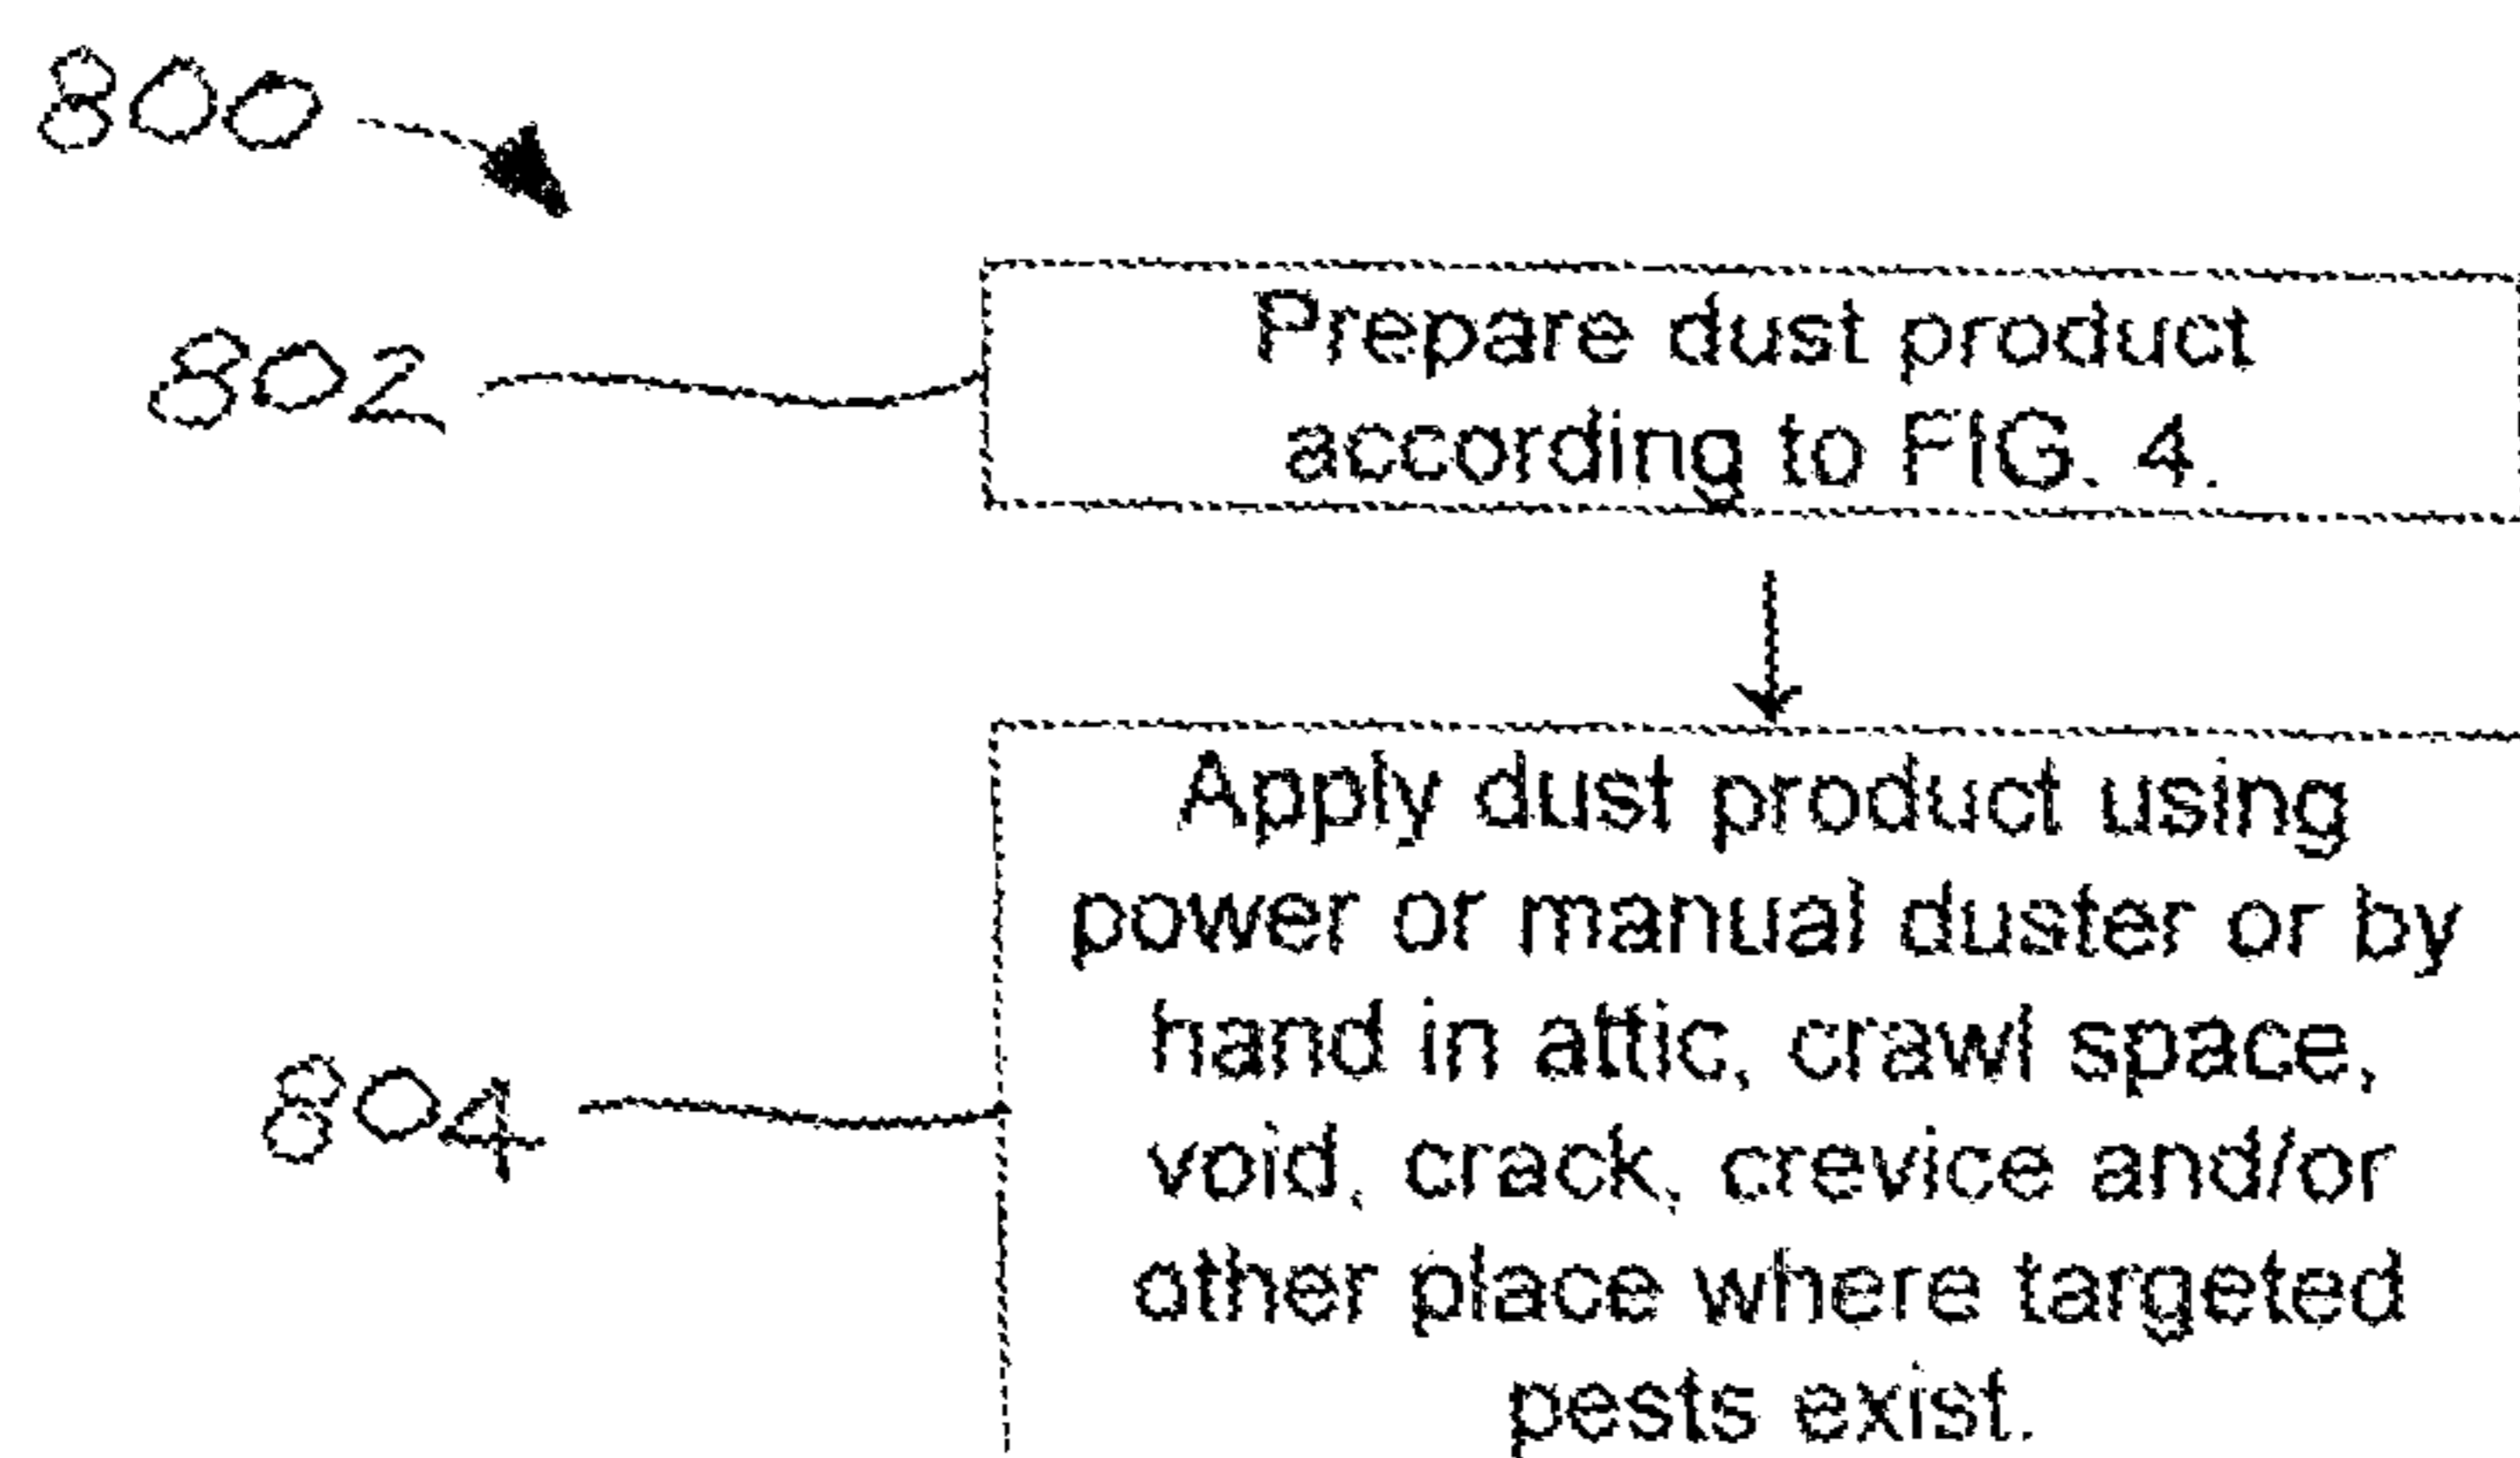 800
802
Prepare dust product
according to FIG. 4.
Apply dust product using
power or manual duster or by
hand in attic, crawl space,
804
void, crack, crevice and/or
other place where targeted
pests exist.